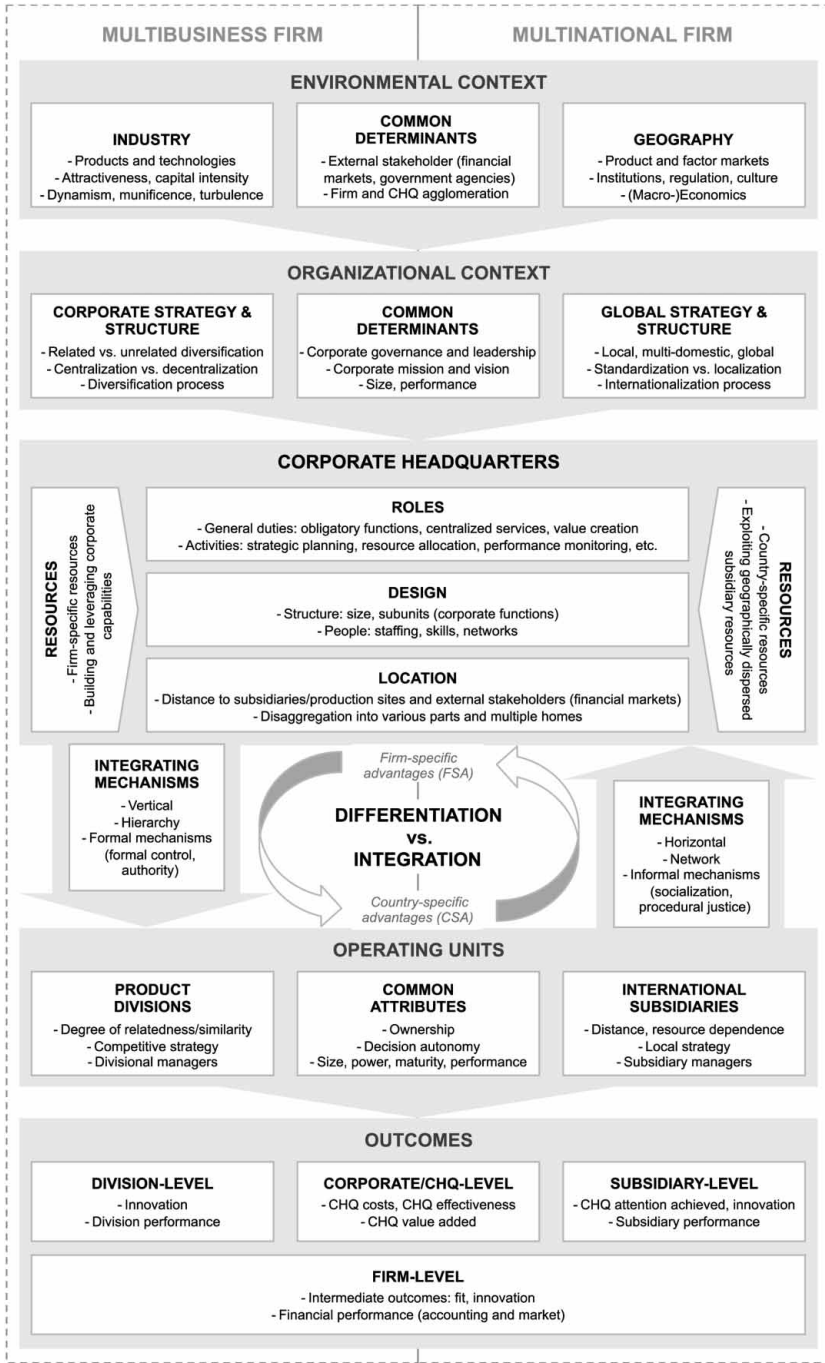 MULTIBUSINESS FIRM
MULTINATIONAL FIRM
ENVIRONMENTAL CONTEXT
INDUSTRY
- Products and technologies
- Attractiveness, capital intensity
- Dynamism, munificence, turbulence
COMMON
DETERMINANTS
- External stakeholder (financial
markets, government agencies)
- Firm and CHQ agglomeration
GEOGRAPHY
- Product and factor markets
- Institutions, regulation, culture
- (Macro-)Economics
ORGANIZATIONAL CONTEXT
CORPORATE STRATEGY &
STRUCTURE
- Related vs. unrelated diversification
- Centralization vs. decentralization
- Diversification process
COMMON
DETERMINANTS
- Corporate governance and leadership
- Corporate mission and vision
- Size, performance
GLOBAL STRATEGY &
STRUCTURE
- Local, multi-domestic, global
- Standardization vs. localization
- Internationalization process
CORPORATE HEADQUARTERS
RESOURCES
- Firm-specific resources
- Building and leveraging corporate
capabilities
ROLES
- General duties: obligatory functions, centralized services, value creation
- Activities: strategic planning, resource allocation, performance monitoring, etc.
DESIGN
- Structure: size, subunits (corporate functions)
- People: staffing, skills, networks
LOCATION
- Distance to subsidiaries/production sites and external stakeholders (financial markets)
- Disaggregation into various parts and multiple homes
RESOURCES
- Country-specific resources
- Exploiting geographically dispersed
subsidiary resources
INTEGRATING
MECHANISMS
- Vertical
- Hierarchy
- Formal mechanisms
(formal control,
authority)
Firm-specific
advantages (FSA)
DIFFERENTIATION
vs.
INTEGRATION
Country-specific
advantages (CSA)
INTEGRATING
MECHANISMS
- Horizontal
- Network
- Informal mechanisms
(socialization,
procedural justice)
OPERATING UNITS
PRODUCT
DIVISIONS
- Degree of relatedness/similarity
- Competitive strategy
- Divisional managers
COMMON
ATTRIBUTES
- Ownership
- Decision autonomy
- Size, power, maturity, performance
INTERNATIONAL
SUBSIDIARIES
- Distance, resource dependence
- Local strategy
- Subsidiary managers
OUTCOMES
DIVISION-LEVEL
- Innovation
- Division performance
CORPORATE/CHQ-LEVEL
- CHQ costs, CHQ effectiveness
- CHQ value added
SUBSIDIARY-LEVEL
- CHQ attention achieved, innovation
- Subsidiary performance
FIRM-LEVEL
- Intermediate outcomes: fit, innovation
- Financial performance (accounting and market)